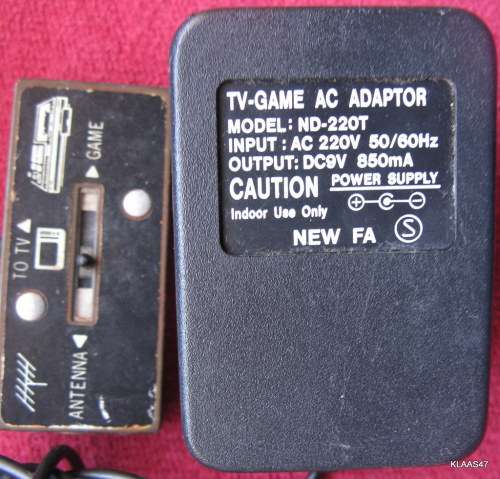 TV-GAME AC ADAPTOR
MODEL: ND-220T
INPUT: AC 220V 50/60Hz
OUTPUT: DC9V 850mA
CAUTION POWER SUPPLY
Indoor Use Only
NEW FA S
GAME
TO TV
ANTENNA
KLAAS47